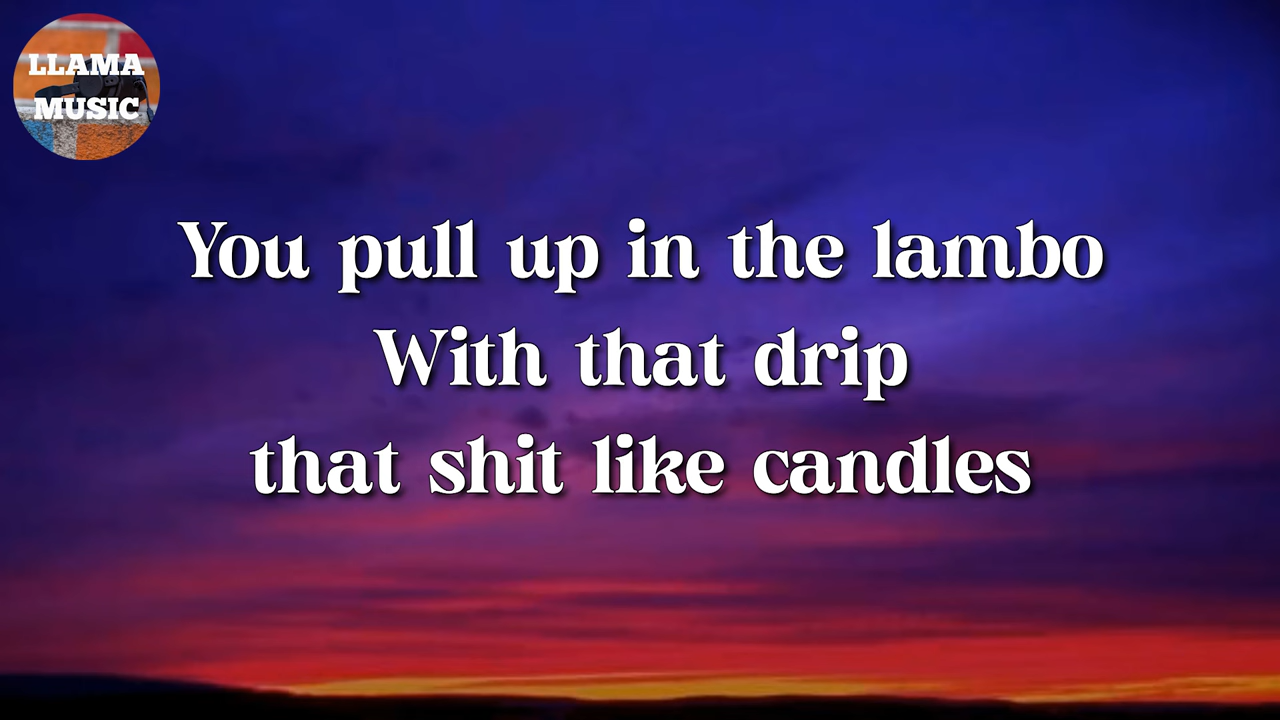 LLAMA
MUSIC
You pull up in the lambo
With that drip
that shit like candles